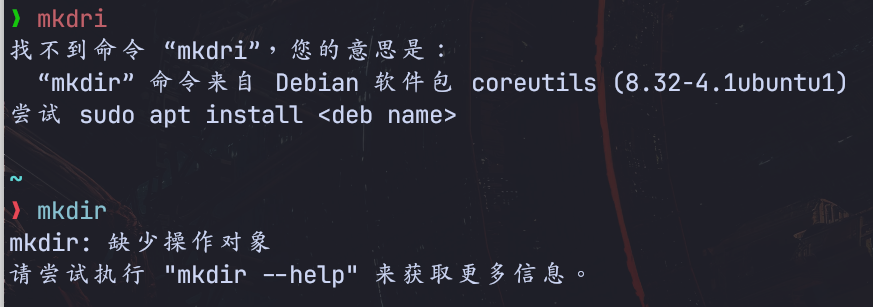 ❯ mkdri
找不到命令 “mkdri”，您的意思是：
  “mkdir” 命令来自 Debian 软件包 coreutils (8.32-4.1ubuntu1)
尝试 sudo apt install <deb name>
~
❯ mkdir
mkdir: 缺少操作对象
请尝试执行 "mkdir --help" 来获取更多信息。